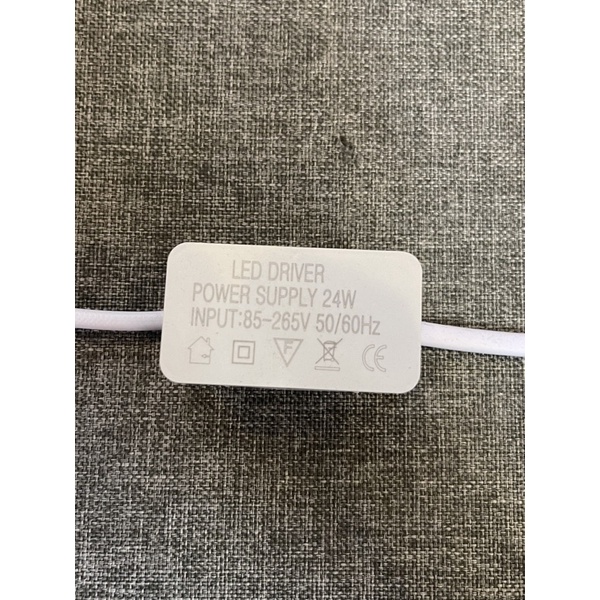 LED DRIVER
POWER SUPPLY 24W
INPUT:85-265V 50/60Hz
F CE